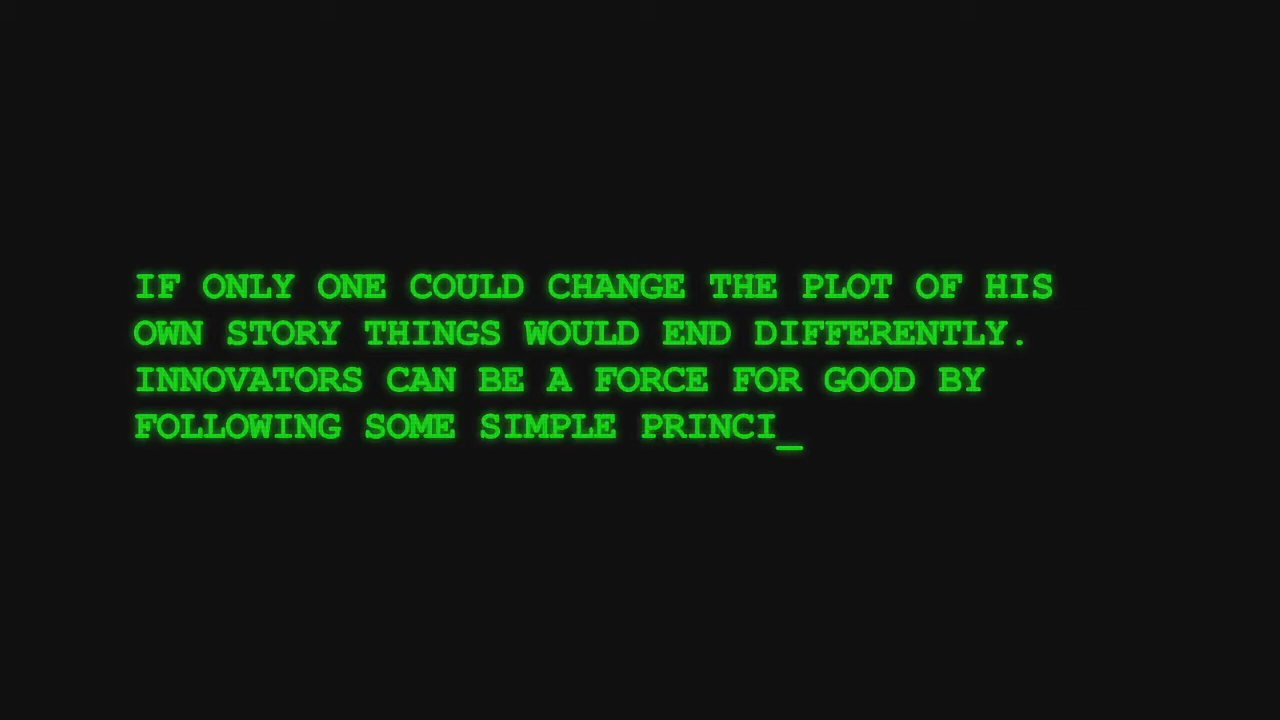 IF ONLY ONE COULD CHANGE THE PLOT OF HIS
OWN STORY THINGS WOULD END DIFFERENTLY.
INNOVATORS CAN BE A FORCE FOR GOOD BY
FOLLOWING SOME SIMPLE PRINCI_